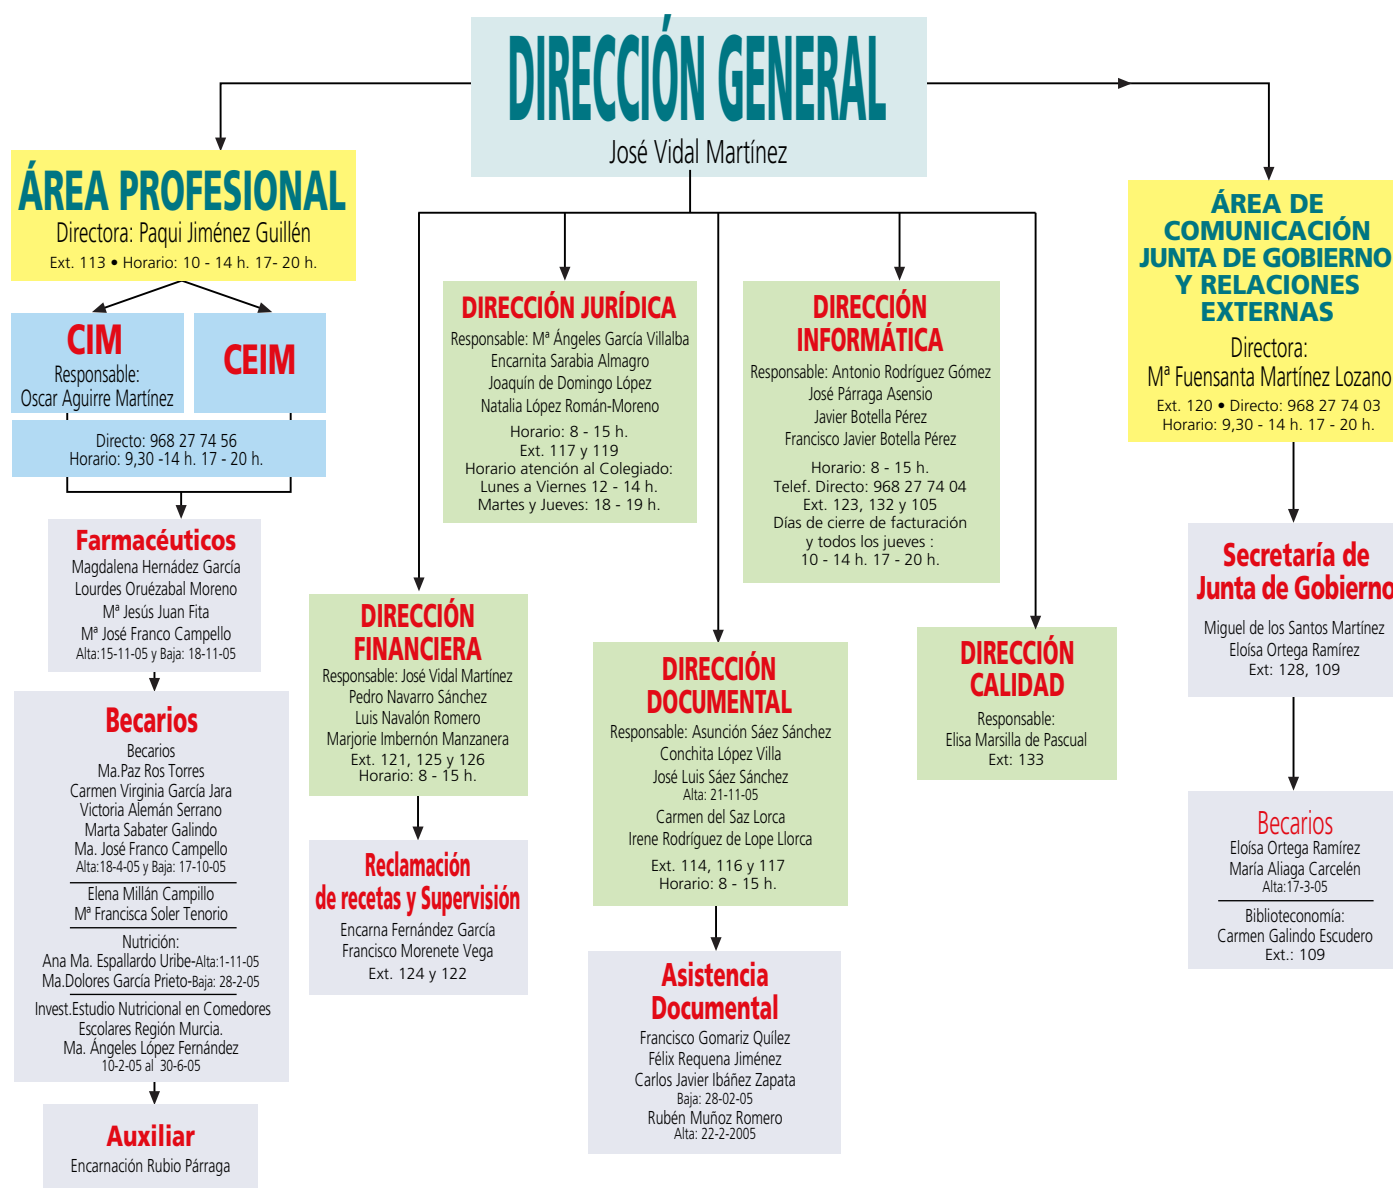 DIRECCIÓN GENERAL
José Vidal Martínez
ÁREA PROFESIONAL
Directora: Paqui Jiménez Guillén
Ext. 113 • Horario: 10 - 14 h. 17- 20 h.
CIM
Responsable:
Oscar Aguirre Martínez
CEIM
Directo: 968 27 74 56
Horario: 9,30 -14 h. 17 - 20 h.
Farmacéuticos
Magdalena Hernádez García
Lourdes Oruézabal Moreno
Mª Jesús Juan Fita
Mª José Franco Campello
Alta:15-11-05 y Baja: 18-11-05
Becarios
Becarios
Ma.Paz Ros Torres
Carmen Virginia García Jara
Victoria Alemán Serrano
Marta Sabater Galindo
Ma. José Franco Campello
Alta:18-4-05 y Baja: 17-10-05
Elena Millán Campillo
Mª Francisca Soler Tenorio
Nutrición:
Ana Ma. Espallardo Uribe-Alta:1-11-05
Ma.Dolores García Prieto-Baja: 28-2-05
Invest.Estudio Nutricional en Comedores
Escolares Región Murcia.
Ma. Ángeles López Fernández
10-2-05 al 30-6-05
Auxiliar
Encarnación Rubio Párraga
DIRECCIÓN JURÍDICA
Responsable: Mª Ángeles García Villalba
Encarnita Sarabia Almagro
Joaquín de Domingo López
Natalia López Román-Moreno
Horario: 8 - 15 h.
Ext. 117 y 119
Horario atención al Colegiado:
Lunes a Viernes 12 - 14 h.
Martes y Jueves: 18 - 19 h.
DIRECCIÓN
INFORMÁTICA
Responsable: Antonio Rodríguez Gómez
José Párraga Asensio
Javier Botella Pérez
Francisco Javier Botella Pérez
Horario: 8 - 15 h.
Telef. Directo: 968 27 74 04
Ext. 123, 132 y 105
Días de cierre de facturación
y todos los jueves :
10 - 14 h. 17 - 20 h.
DIRECCIÓN
FINANCIERA
Responsable: José Vidal Martínez
Pedro Navarro Sánchez
Luis Navalón Romero
Marjorie Imbernón Manzanera
Ext. 121, 125 y 126
Horario: 8 - 15 h.
Reclamación
de recetas y Supervisión
Encarna Fernández García
Francisco Morenete Vega
Ext. 124 y 122
DIRECCIÓN
DOCUMENTAL
Responsable: Asunción Sáez Sánchez
Conchita López Villa
José Luis Sáez Sánchez
Alta: 21-11-05
Carmen del Saz Lorca
Irene Rodríguez de Lope Llorca
Ext. 114, 116 y 117
Horario: 8 - 15 h.
Asistencia
Documental
Francisco Gomariz Quílez
Félix Requena Jiménez
Carlos Javier Ibáñez Zapata
Baja: 28-02-05
Rubén Muñoz Romero
Alta: 22-2-2005
DIRECCIÓN
CALIDAD
Responsable:
Elisa Marsilla de Pascual
Ext: 133
ÁREA DE
COMUNICACIÓN
JUNTA DE GOBIERNO
Y RELACIONES
EXTERNAS
Directora:
Mª Fuensanta Martínez Lozano
Ext. 120 • Directo: 968 27 74 03
Horario: 9,30 - 14 h. 17 - 20 h.
Secretaría de
Junta de Gobierno
Miguel de los Santos Martínez
Eloísa Ortega Ramírez
Ext: 128, 109
Becarios
Eloísa Ortega Ramírez
María Aliaga Carcelén
Alta:17-3-05
Biblioteconomía:
Carmen Galindo Escudero
Ext.: 109